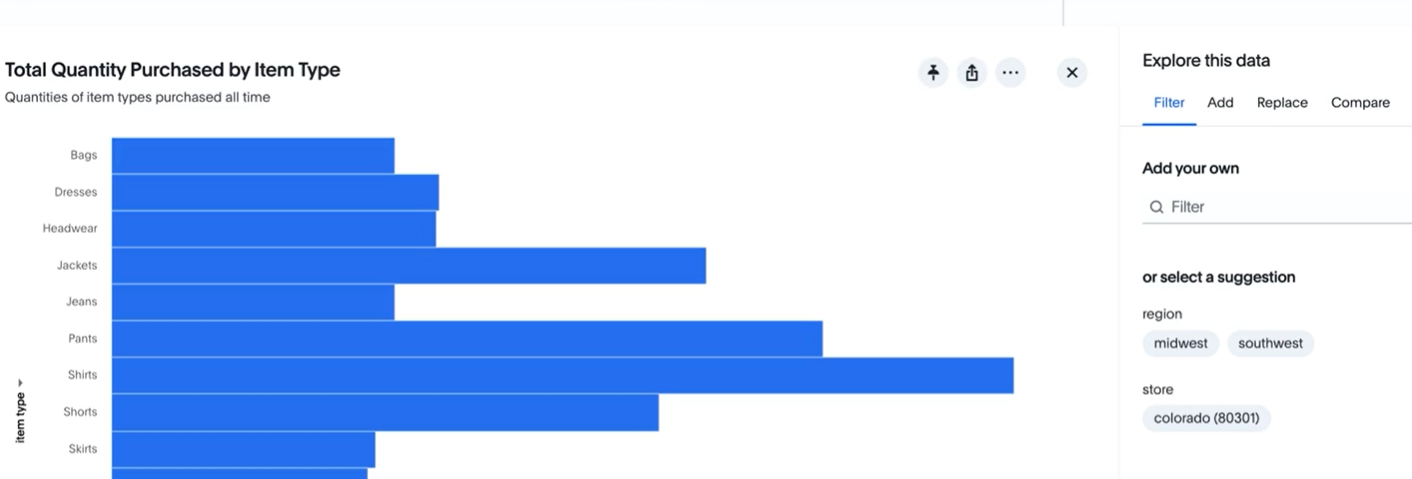 Total Quantity Purchased by Item Type
Quantities of item types purchased all time
Bags
Dresses
Headwear
Jackets
Jeans
Pants
Shirts
Shorts
Skirts
item type
Explore this data
Filter Add Replace Compare
Add your own
Filter
or select a suggestion
region
midwest southwest
store
colorado (80301)